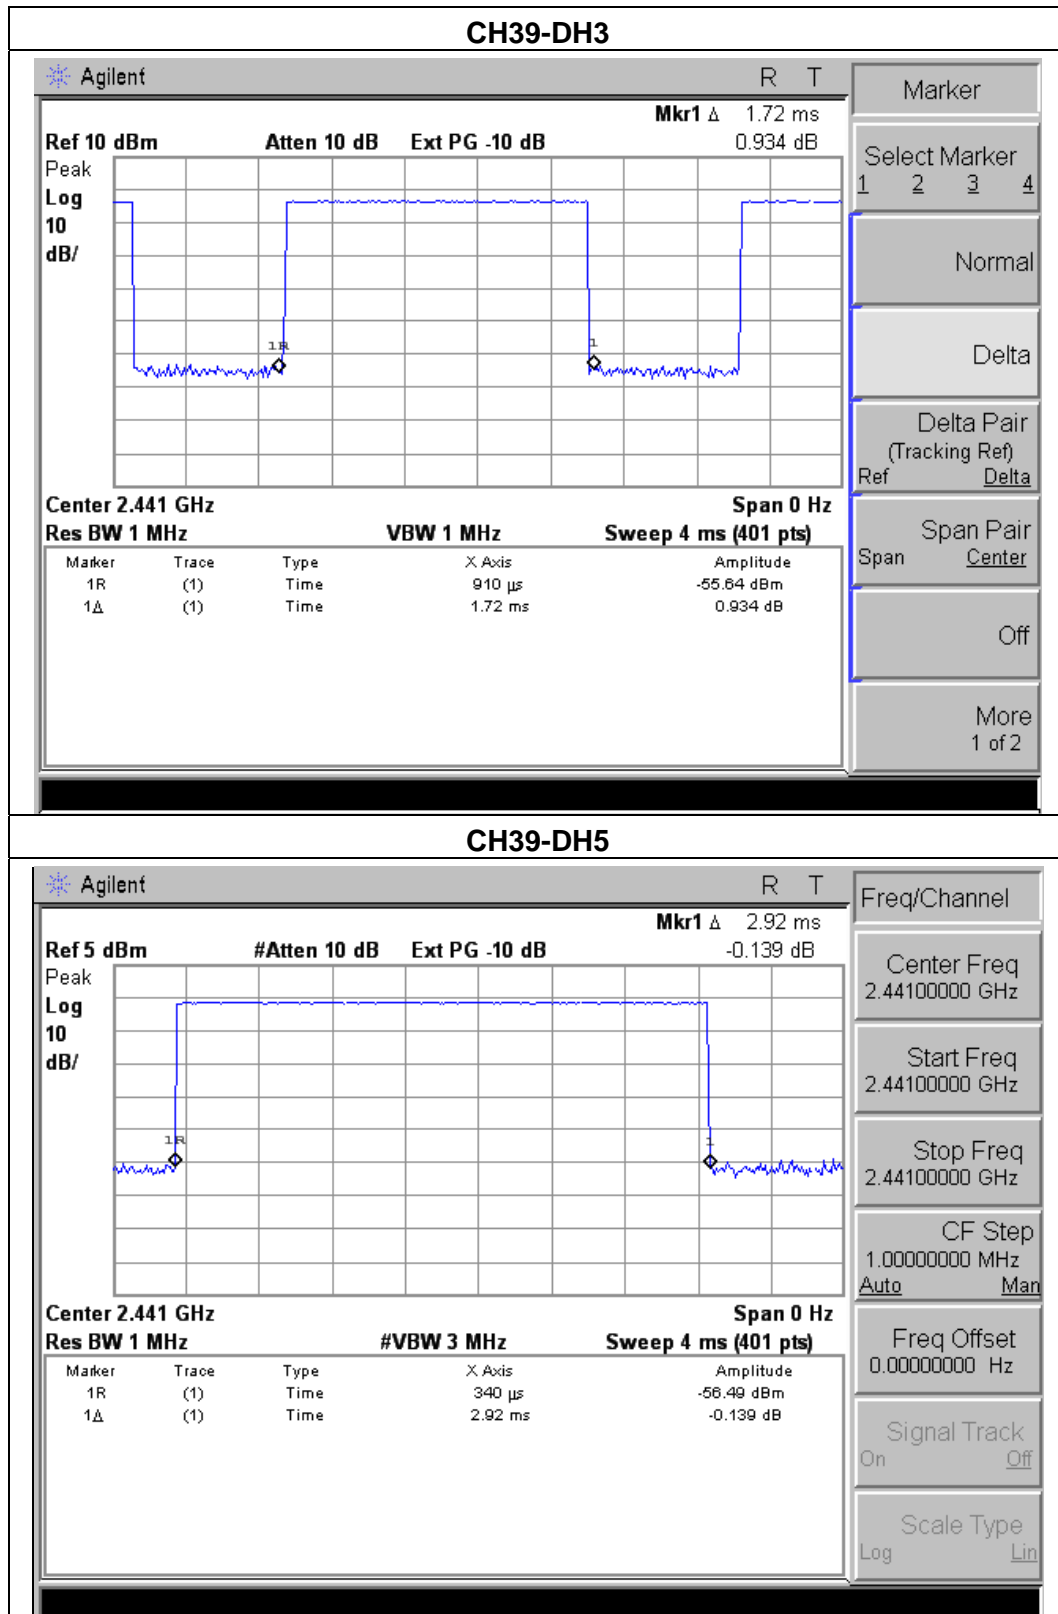 CH39-DH3
Agilent R T
Marker
Mkr1 Δ 1.72 ms
Ref 10 dBm Atten 10 dB Ext PG -10 dB 0.934 dB
Peak
Log
10
dB/
1R
1
Center 2.441 GHz Span 0 Hz
Res BW 1 MHz VBW 1 MHz Sweep 4 ms (401 pts)
Marker Trace Type X Axis Amplitude
1R (1) Time 910 µs -55.64 dBm
1Δ (1) Time 1.72 ms 0.934 dB
Select Marker
1 2 3 4
Normal
Delta
Delta Pair
(Tracking Ref)
Ref Delta
Span Pair
Span Center
Off
More
1 of 2
CH39-DH5
Agilent R T
Freq/Channel
Mkr1 Δ 2.92 ms
Ref 5 dBm #Atten 10 dB Ext PG -10 dB -0.139 dB
Peak
Log
10
dB/
1R
1
Center 2.441 GHz Span 0 Hz
Res BW 1 MHz #VBW 3 MHz Sweep 4 ms (401 pts)
Marker Trace Type X Axis Amplitude
1R (1) Time 340 µs -56.49 dBm
1Δ (1) Time 2.92 ms -0.139 dB
Center Freq
2.44100000 GHz
Start Freq
2.44100000 GHz
Stop Freq
2.44100000 GHz
CF Step
1.00000000 MHz
Auto Man
Freq Offset
0.00000000 Hz
Signal Track
On Off
Scale Type
Log Lin